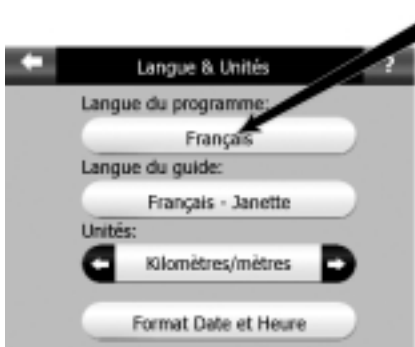 Langue & Unités ?
Langue du programme:
Français
Langue du guide:
Français - Janette
Unités:
Kilomètres/mètres
Format Date et Heure